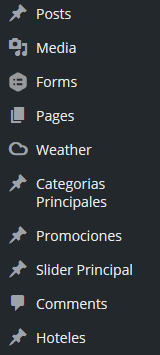 Posts
Media
Forms
Pages
Weather
Categorias
Principales
Promociones
Slider Principal
Comments
Hoteles